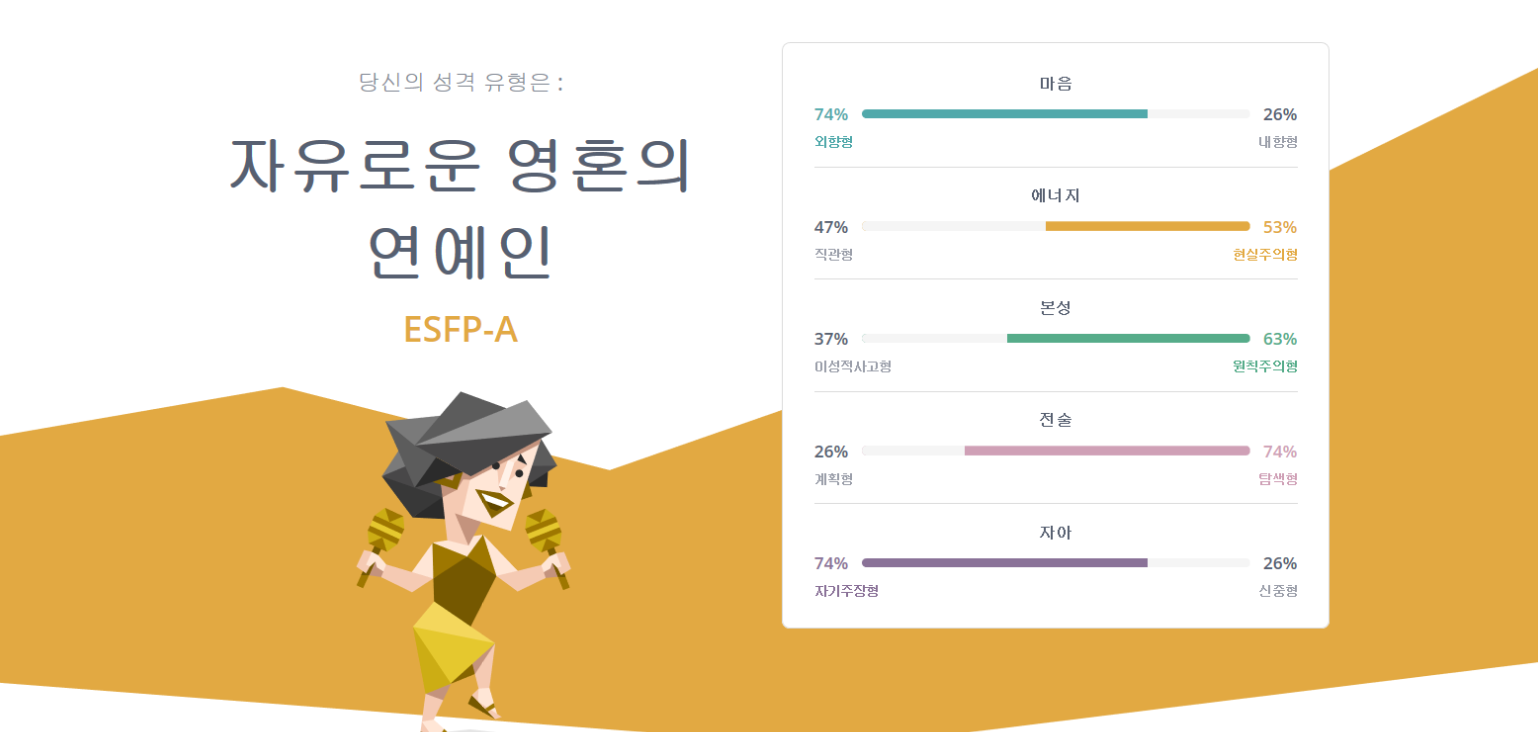 당신의 성격 유형은 :
자유로운 영혼의
연예인
ESFP-A
마음
74% 26%
외향형 내향형
에너지
47% 53%
직관형 현실주의형
본성
37% 63%
이성적사고형 원칙주의형
전술
26% 74%
계획형 탐색형
자아
74% 26%
자기주장형 신중형